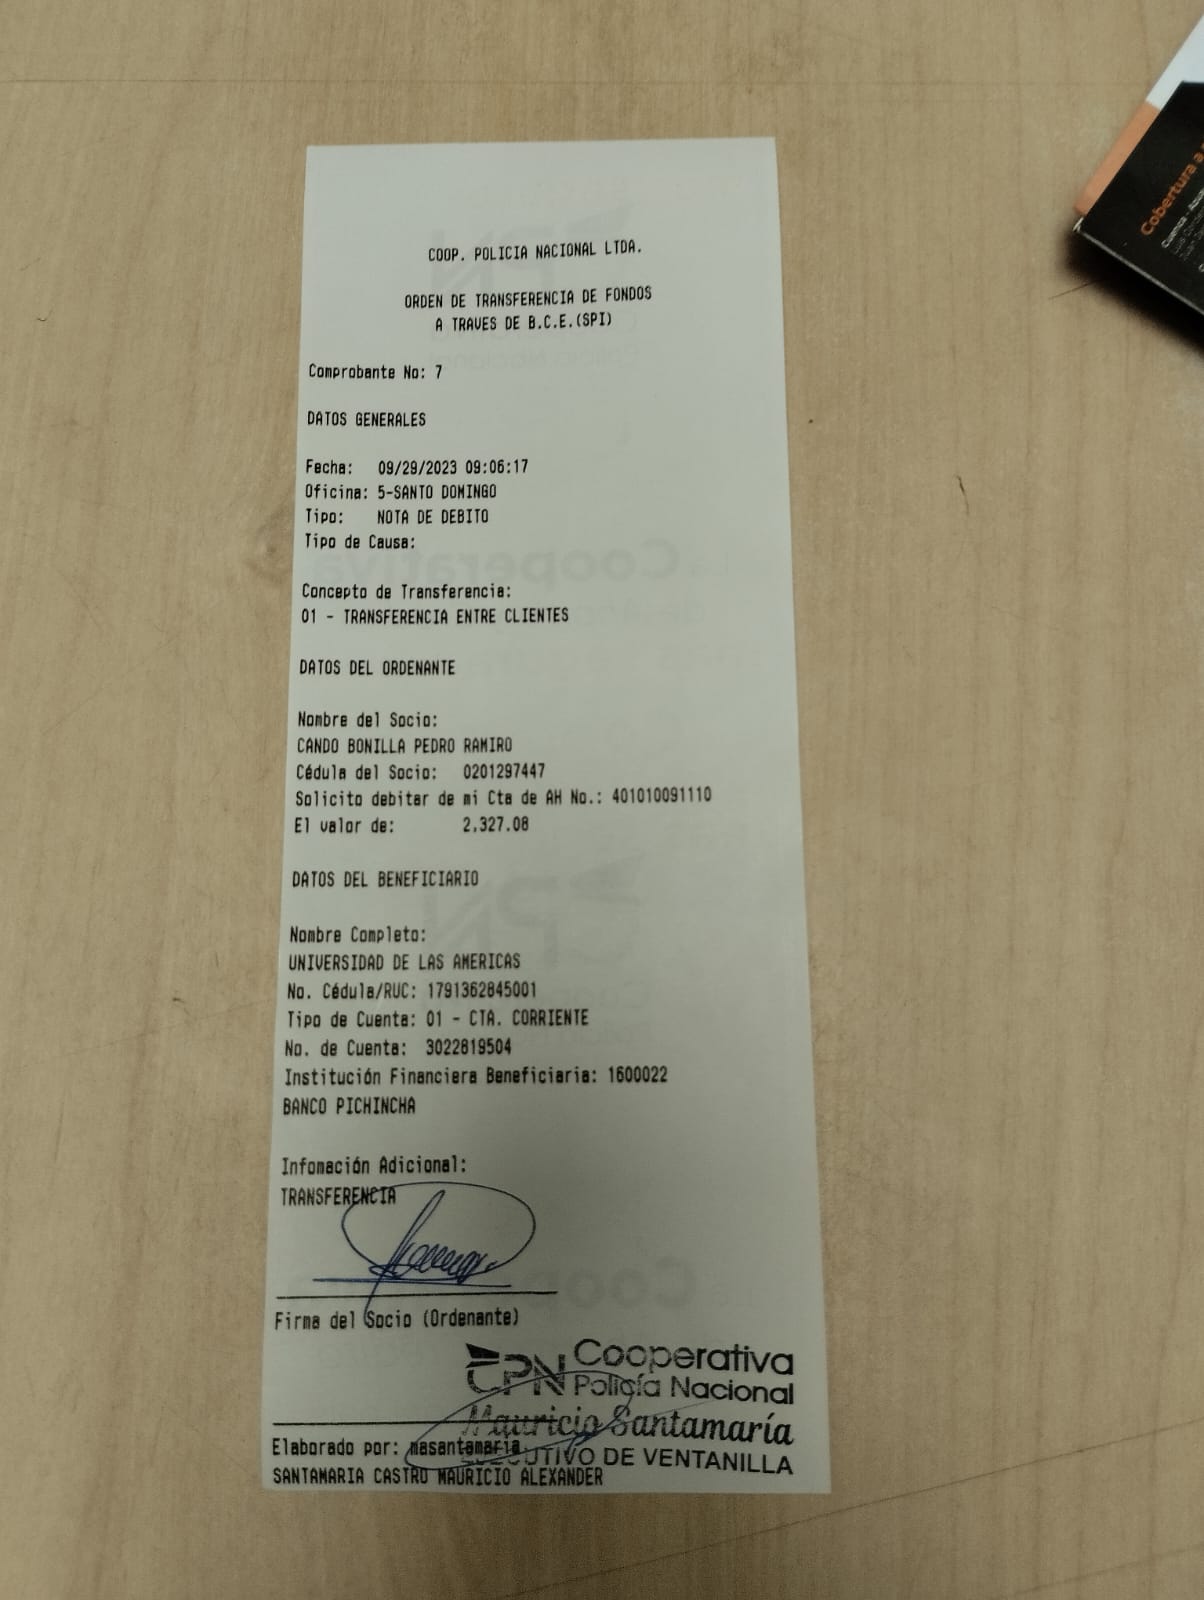 COOP. POLICIA NACIONAL LTDA.
ORDEN DE TRANSFERENCIA DE FONDOS
A TRAVES DE B.C.E.(SPI)
Comprobante No: 7
DATOS GENERALES
Fecha: 09/29/2023 09:06:17
Oficina: 5-SANTO DOMINGO
Tipo: NOTA DE DEBITO
Tipo de Causa:
Concepto de Transferencia:
01 - TRANSFERENCIA ENTRE CLIENTES
DATOS DEL ORDENANTE
Nombre del Socio:
CANDO BONILLA PEDRO RAMIRO
Cédula del Socio: 0201297447
Solicito debitar de mi Cta de AH No.: 401010091110
El valor de: 2,327.08
DATOS DEL BENEFICIARIO
Nombre Completo:
UNIVERSIDAD DE LAS AMERICAS
No. Cédula/RUC: 1791362845001
Tipo de Cuenta: 01 - CTA. CORRIENTE
No. de Cuenta: 3022819504
Institución Financiera Beneficiaria: 1600022
BANCO PICHINCHA
Infomación Adicional:
TRANSFERENCIA
Firma del Socio (Ordenante)
CPN Cooperativa
Policía Nacional
Mauricio Santamaría
EJECUTIVO DE VENTANILLA
Elaborado por: masantamaria
SANTAMARIA CASTRO MAURICIO ALEXANDER
Cobertura a